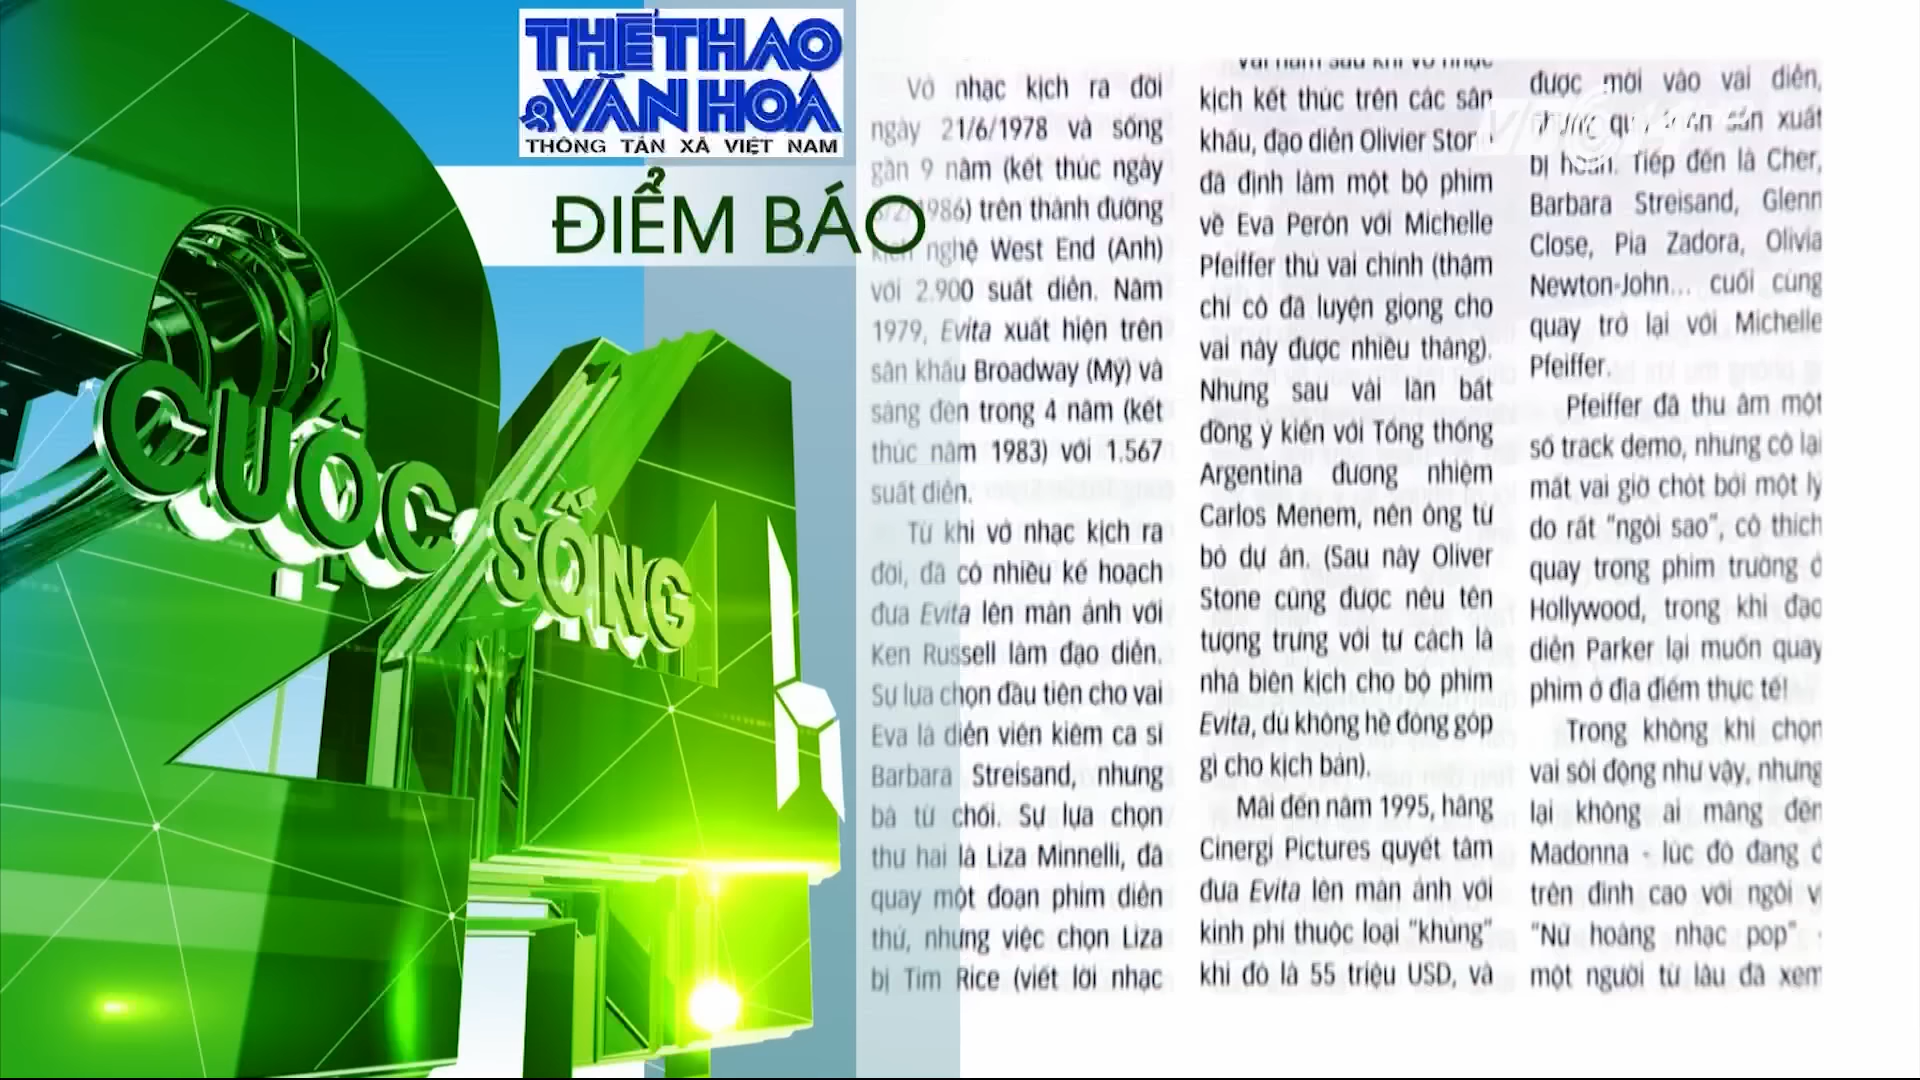 THỂ THAO
& VĂN HOÁ
THÔNG TẤN XÃ VIỆT NAM
ĐIỂM BÁO
CUỘC SỐNG
24h
Vở nhạc kịch ra đời
ngày 21/6/1978 và sống
gần 9 năm (kết thúc ngày
/2/1986) trên thánh đường
kịch nghệ West End (Anh)
với 2.900 suất diễn. Năm
1979, Evita xuất hiện trên
sân khấu Broadway (Mỹ) và
sáng đèn trong 4 năm (kết
thúc năm 1983) với 1.567
suất diễn.
Từ khi vở nhạc kịch ra
đời, đã có nhiều kế hoạch
đưa Evita lên màn ảnh với
Ken Russell làm đạo diễn.
Sự lựa chọn đầu tiên cho vai
Eva là diễn viên kiêm ca sĩ
Barbara Streisand, nhưng
bà từ chối. Sự lựa chọn
thứ hai là Liza Minnelli, đã
quay một đoạn phim diễn
thử, nhưng việc chọn Liza
bị Tim Rice (viết lời nhạc
Vài năm sau khi vở nhạc
kịch kết thúc trên các sân
khấu, đạo diễn Olivier Stone
đã định làm một bộ phim
về Eva Perón với Michelle
Pfeiffer thủ vai chính (thậm
chí cô đã luyện giọng cho
vai này được nhiều tháng).
Nhưng sau vài lần bất
đồng ý kiến với Tổng thống
Argentina đương nhiệm
Carlos Menem, nên ông từ
bỏ dự án. (Sau này Oliver
Stone cũng được nêu tên
tượng trưng với tư cách là
nhà biên kịch cho bộ phim
Evita, dù không hề đóng góp
gì cho kịch bản).
Mãi đến năm 1995, hãng
Cinergi Pictures quyết tâm
đưa Evita lên màn ảnh với
kinh phí thuộc loại "khủng"
khi đó là 55 triệu USD, và
được mời vào vai diễn,
nhưng quá sản xuất
bị hoãn. Tiếp đến là Cher,
Barbara Streisand, Glenn
Close, Pia Zadora, Olivia
Newton-John... cuối cùng
quay trở lại với Michelle
Pfeiffer.
Pfeiffer đã thu âm một
số track demo, nhưng cô lại
mất vai giờ chót bởi một lý
do rất "ngôi sao", cô thích
quay trong phim trường ở
Hollywood, trong khi đạo
diễn Parker lại muốn quay
phim ở địa điểm thực tế!
Trong không khí chọn
vai sôi động như vậy, nhưng
lại không ai màng đến
Madonna - lúc đó đang ở
trên đỉnh cao với ngôi vị
"Nữ hoàng nhạc pop" -
một người từ lâu đã xem